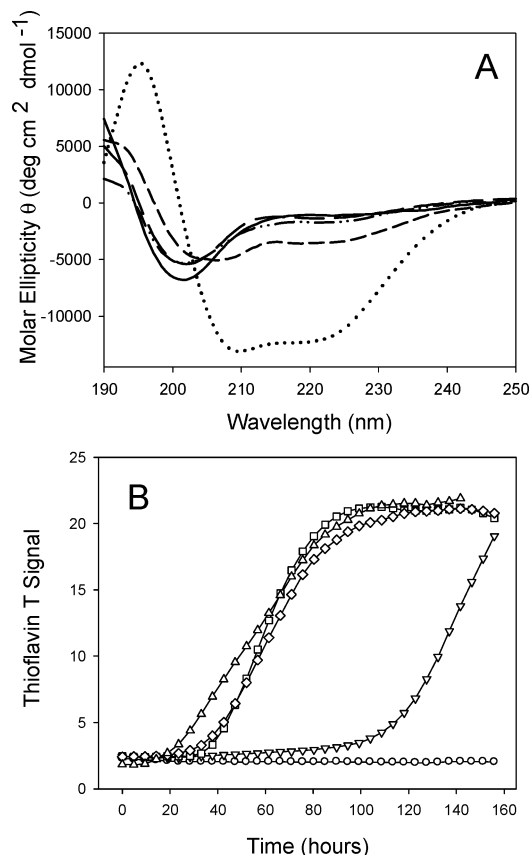 A
15000
10000
5000
0
-5000
-10000
Molar Ellipticity θ (deg cm 2 dmol -1)
190 200 210 220 230 240 250
Wavelength (nm)
B
25
20
15
10
5
0
Thioflavin T Signal
0 20 40 60 80 100 120 140 160
Time (hours)